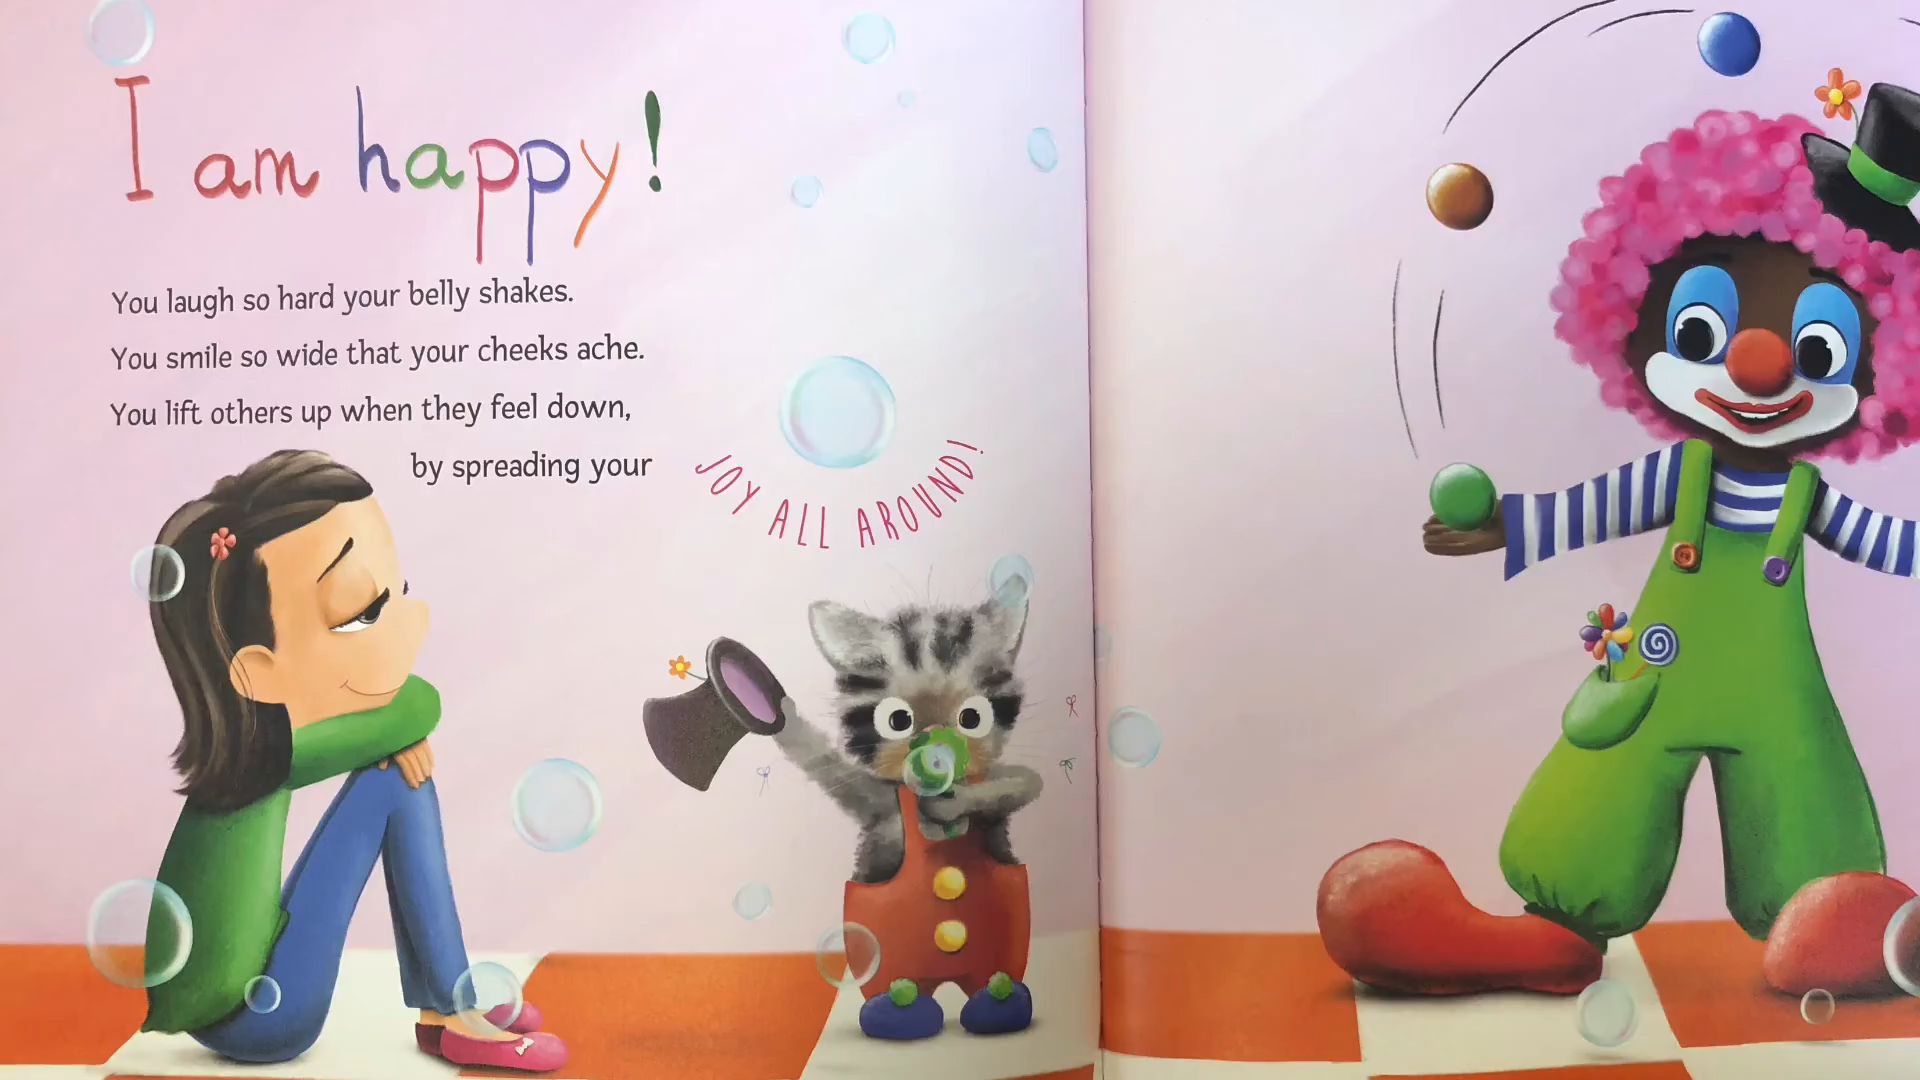 I am happy!
You laugh so hard your belly shakes.
You smile so wide that your cheeks ache.
You lift others up when they feel down,
by spreading your
JOY ALL AROUND!